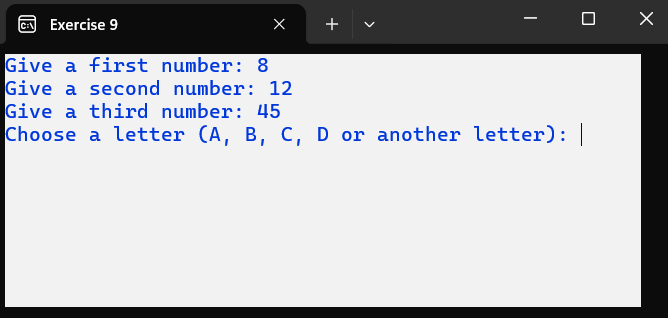 Exercise 9
Give a first number: 8
Give a second number: 12
Give a third number: 45
Choose a letter (A, B, C, D or another letter):